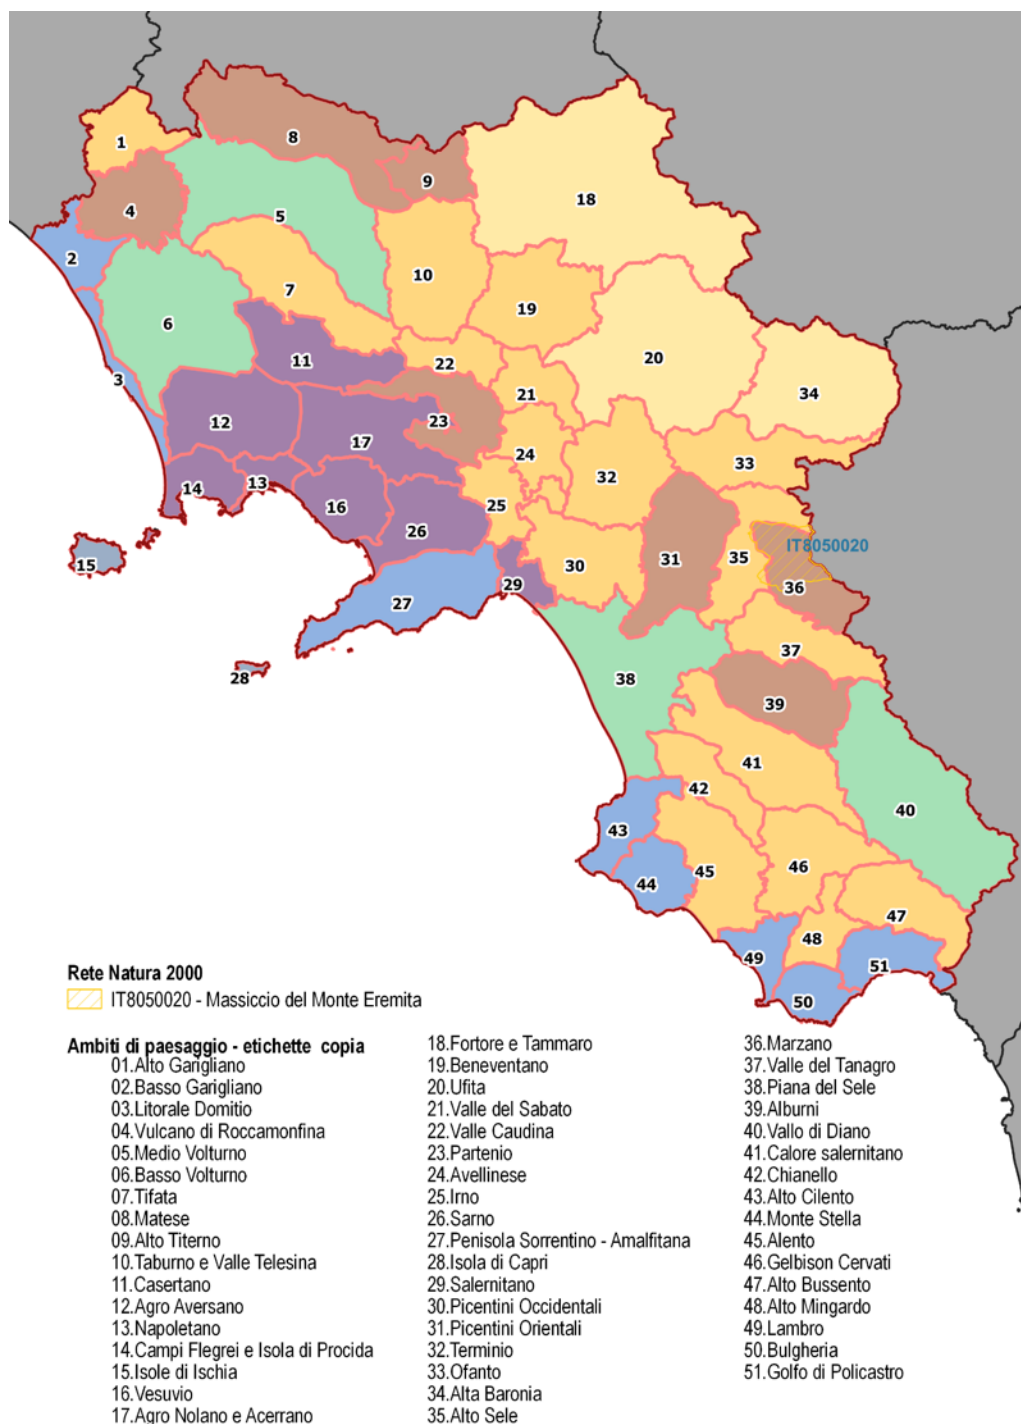 1
8
9
4
18
5
2
10
7
19
6
11
22
20
3
21
34
12
23
17
24
33
32
14
13
25
16
26
IT8050020
35
15
30
31
36
29
27
37
28
38
39
41
42
40
43
46
45
44
47
48
49
51
50
Rete Natura 2000
IT8050020 - Massiccio del Monte Eremita
Ambiti di paesaggio - etichette copia
01.Alto Garigliano
02.Basso Garigliano
03.Litorale Domitio
04.Vulcano di Roccamonfina
05.Medio Volturno
06.Basso Volturno
07.Tifata
08.Matese
09.Alto Titerno
10.Taburno e Valle Telesina
11.Casertano
12.Agro Aversano
13.Napoletano
14.Campi Flegrei e Isola di Procida
15.Isole di Ischia
16.Vesuvio
17.Agro Nolano e Acerrano
18.Fortore e Tammaro
19.Beneventano
20.Ufita
21.Valle del Sabato
22.Valle Caudina
23.Partenio
24.Avellinese
25.Irno
26.Sarno
27.Penisola Sorrentino - Amalfitana
28.Isola di Capri
29.Salernitano
30.Picentini Occidentali
31.Picentini Orientali
32.Terminio
33.Ofanto
34.Alta Baronia
35.Alto Sele
36.Marzano
37.Valle del Tanagro
38.Piana del Sele
39.Alburni
40.Vallo di Diano
41.Calore salernitano
42.Chianello
43.Alto Cilento
44.Monte Stella
45.Alento
46.Gelbison Cervati
47.Alto Bussento
48.Alto Mingardo
49.Lambro
50.Bulgheria
51.Golfo di Policastro